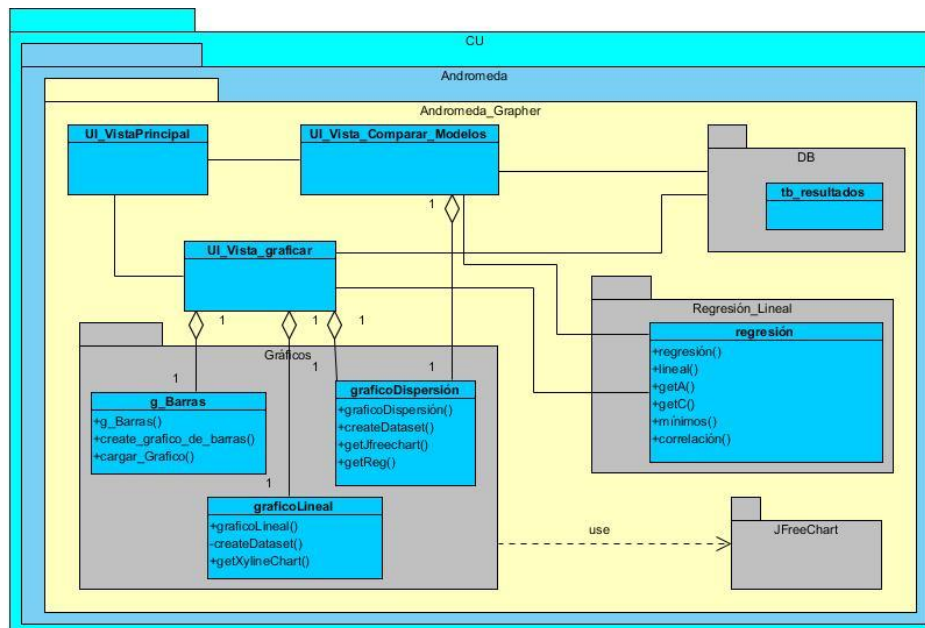 CU
Andromeda
Andromeda_Grapher
UI_VistaPrincipal
UI_Vista_Comparar_Modelos
DB
tb_resultados
1
UI_Vista_graficar
Regresión_Lineal
regresión
+regresión()
+lineal()
+getA()
+getC()
+mínimos()
+correlación()
1
1
1
Gráficos
1
1
1
g_Barras
+g_Barras()
+create_grafico_de_barras()
+cargar_Grafico()
graficoDispersión
+graficoDispersión()
+createDataset()
+getJfreechart()
+getReg()
1
graficoLineal
+graficoLineal()
-createDataset()
+getXylineChart()
use
JFreeChart